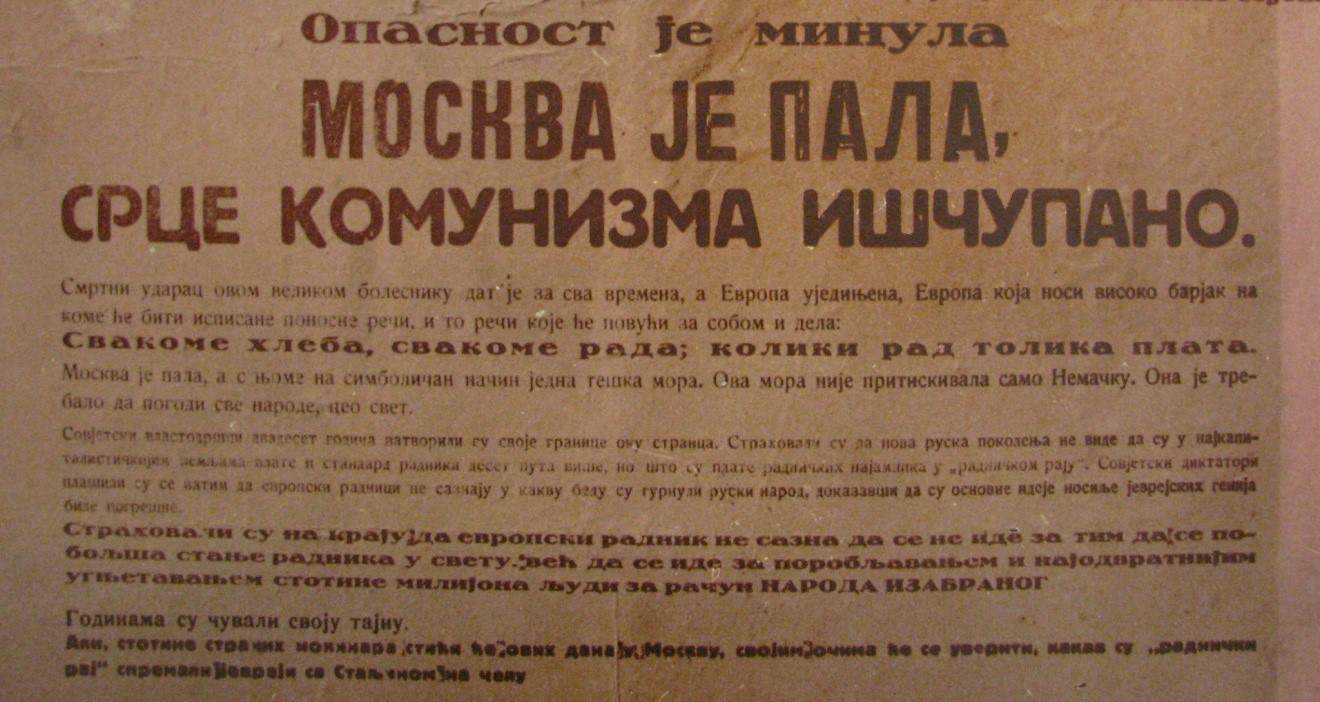 Опасност је минула
МОСКВА ЈЕ ПАЛА,
СРЦЕ КОМУНИЗМА ИШЧУПАНО.
Смртни ударац овом великом болеснику дат је за сва времена, а Европа уједињена, Европа која носи високо барјак на
коме ће бити исписане поносне речи, и то речи које ће повући за собом и дела:
Свакоме хлеба, свакоме рада; колики рад толика плата.
Москва је пала, а с њоме на симболичан начин једна тешка мора. Ова мора није притискивала само Немачку. Она је тре-
бало да погоди све народе, цео свет.
Совјетски властодршци двадесет година затворили су своје границе оку странца. Страховали су да нова руска поколења не виде да су у најкапи-
талистичкијим земљама плате и стандард радника десет пута више, но што су плате радничких најамника у „радничком рају“. Совјетски диктатори
плашили су се затим да европски радници не сазнају у какву беду су гурнули руски народ, доказавши да су основне идеје носиље јеврејских генија
биле погрешне.
Страховали су на крају, да европски радник не сазна да се не идё за тим да се по-
бољша стање радника у свету, већ да се иде за поробљавањем и најодвратнијим
угњетавањем стотине милијона људи за рачун НАРОДА ИЗАБРАНОГ
Годинама су чували своју тајну.
Али, стотине страних новинара стићи ће ових дана у Москву, својим очима ће се уверити, какав су „раднички
рај“ спремали Јевреји са Стаљином на челу